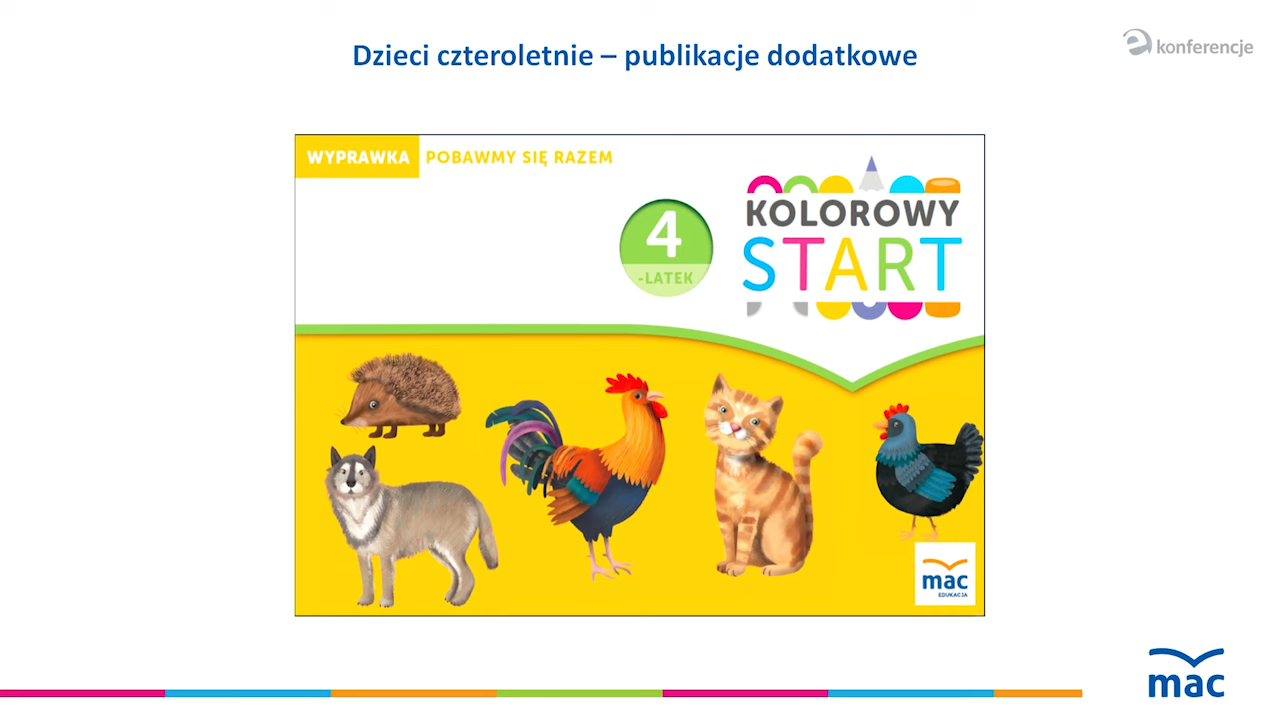 Dzieci czteroletnie – publikacje dodatkowe
e konferencje
WYPRAWKA POBAWMY SIĘ RAZEM
4
-LATEK
KOLOROWY
START
mac
EDUKACJA
mac